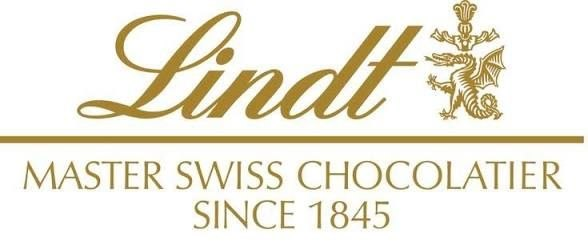 Lindt
MASTER SWISS CHOCOLATIER
SINCE 1845